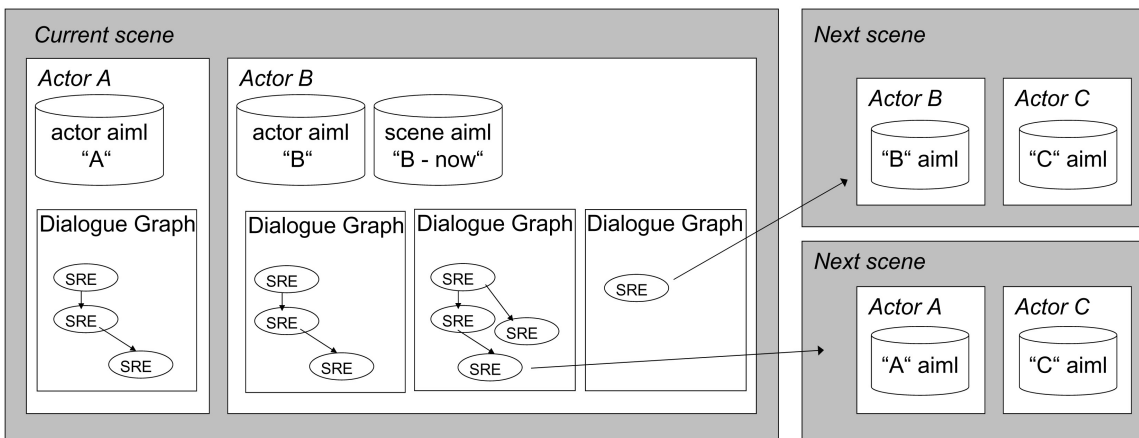 Current scene
Actor A
actor aiml
“A“
Dialogue Graph
SRE
SRE
SRE
Actor B
actor aiml
“B“
scene aiml
“B - now“
Dialogue Graph
SRE
SRE
SRE
Dialogue Graph
SRE
SRE
SRE
SRE
Dialogue Graph
SRE
Next scene
Actor B
“B“ aiml
Actor C
“C“ aiml
Next scene
Actor A
“A“ aiml
Actor C
“C“ aiml